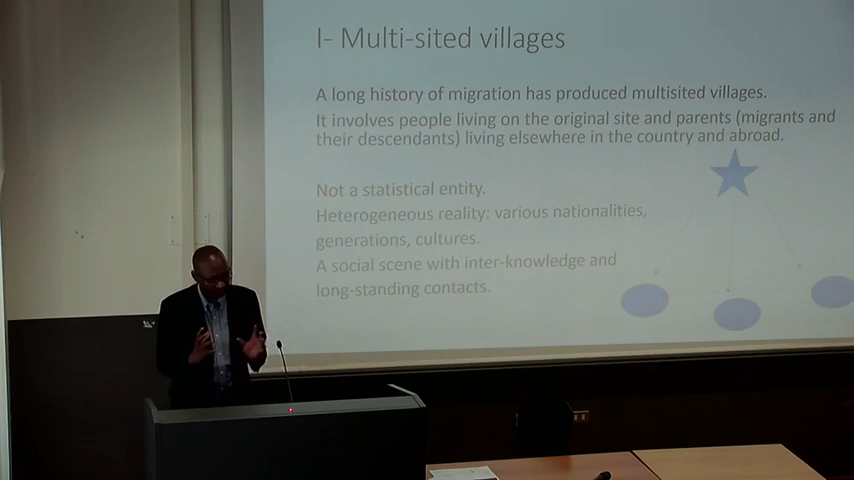 I- Multi-sited villages
A long history of migration has produced multisited villages.
It involves people living on the original site and parents (migrants and
their descendants) living elsewhere in the country and abroad.
Not a statistical entity.
Heterogeneous reality: various nationalities,
generations, cultures.
A social scene with inter-knowledge and
long-standing contacts.